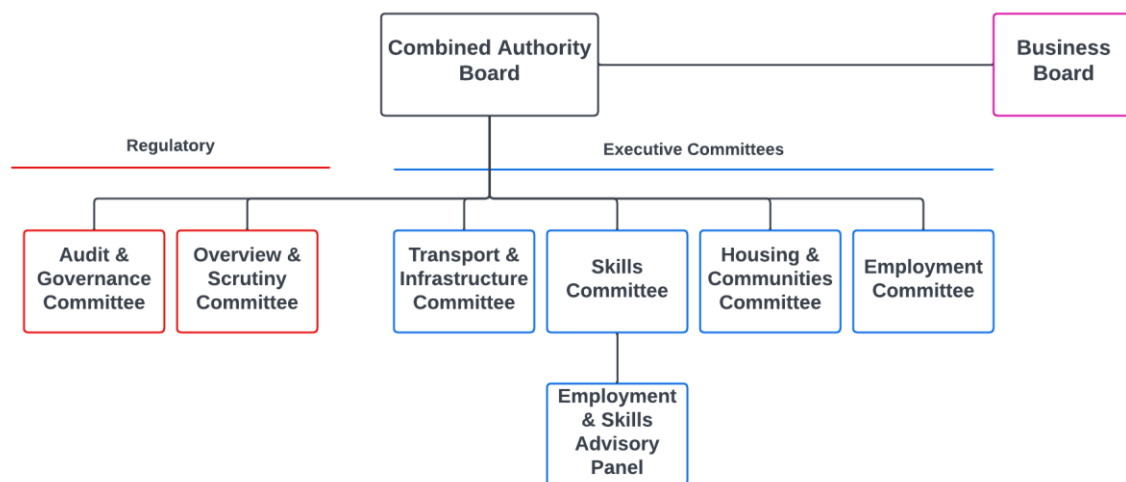 Combined Authority
Board
Business
Board
Regulatory
Executive Committees
Audit &
Governance
Committee
Overview &
Scrutiny
Committee
Transport &
Infrastructure
Committee
Skills
Committee
Housing &
Communities
Committee
Employment
Committee
Employment
& Skills
Advisory
Panel